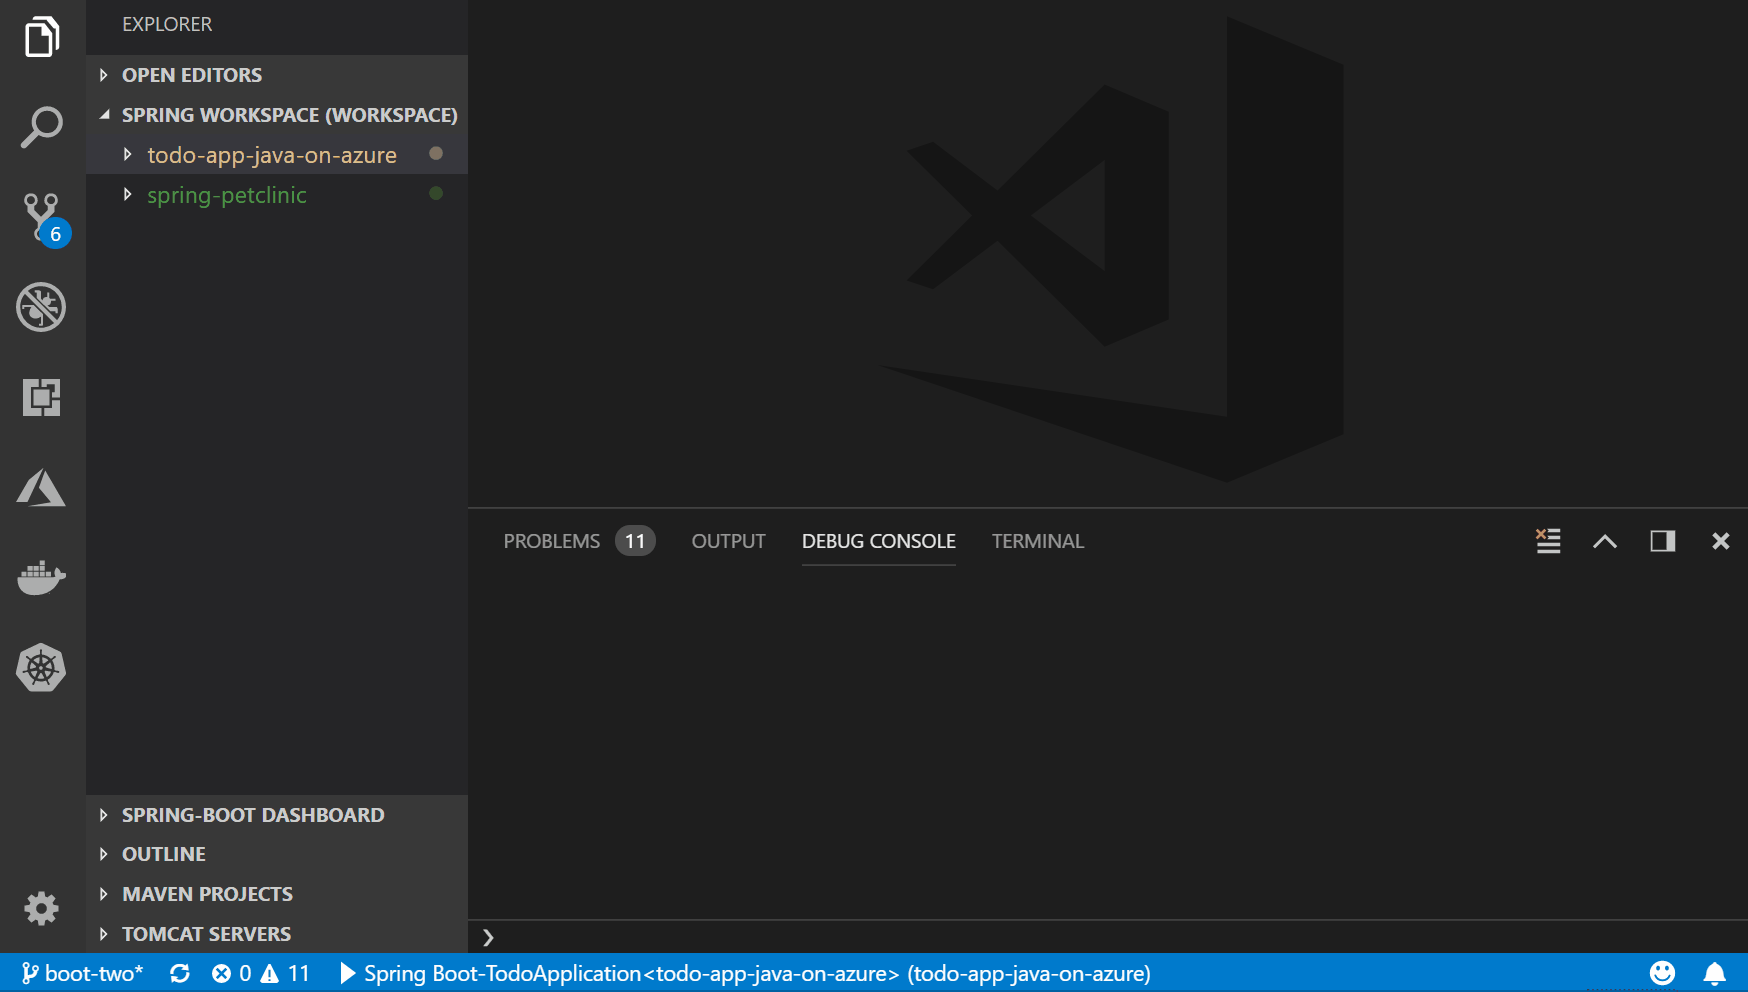 EXPLORER
OPEN EDITORS
SPRING WORKSPACE (WORKSPACE)
todo-app-java-on-azure
spring-petclinic
6
PROBLEMS 11 OUTPUT DEBUG CONSOLE TERMINAL
SPRING-BOOT DASHBOARD
OUTLINE
MAVEN PROJECTS
TOMCAT SERVERS
boot-two* 0 11 Spring Boot-TodoApplication<todo-app-java-on-azure> (todo-app-java-on-azure)